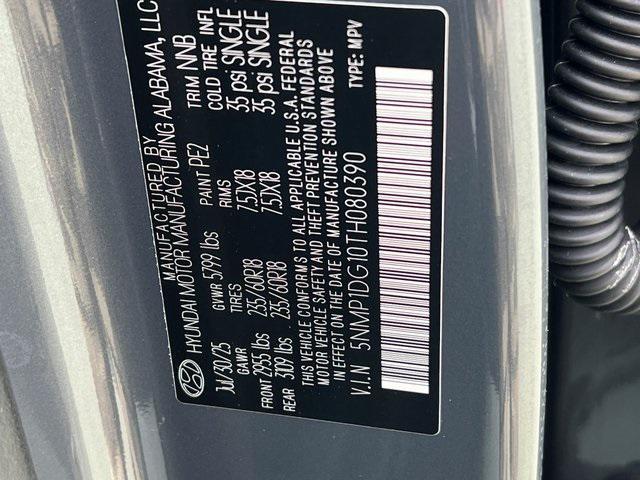 MANUFACTURED BY
HYUNDAI MOTOR MANUFACTURING ALABAMA, LLC
Jul/30/25 GVWR 5799 lbs PAINT PE2 TRIM NNB
GAWR TIRES RIMS COLD TIRE INFL
FRONT 2955 lbs 235/60R18 7.5JX18 35 psi SINGLE
REAR 3109 lbs 235/60R18 7.5JX18 35 psi SINGLE
THIS VEHICLE CONFORMS TO ALL APPLICABLE U.S.A. FEDERAL
MOTOR VEHICLE SAFETY AND THEFT PREVENTION STANDARDS
IN EFFECT ON THE DATE OF MANUFACTURE SHOWN ABOVE
V.I.N 5NMP1DG10TH080390 TYPE: MPV